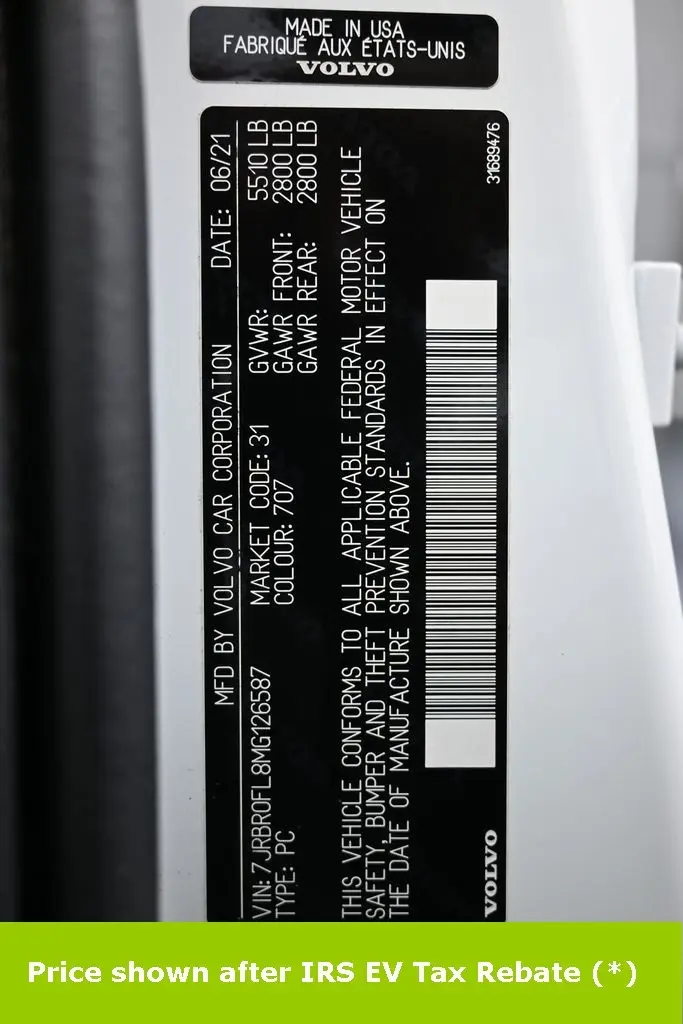 MADE IN USA
FABRIQUÉ AUX ÉTATS-UNIS
VOLVO
MFD BY VOLVO CAR CORPORATION DATE: 06/21
VIN: 7JRBR0FL8MG126587 MARKET CODE: 31 GVWR: 5510 LB
TYPE: PC COLOUR: 707 GAWR FRONT: 2800 LB
GAWR REAR: 2800 LB
THIS VEHICLE CONFORMS TO ALL APPLICABLE FEDERAL MOTOR VEHICLE
SAFETY, BUMPER AND THEFT PREVENTION STANDARDS IN EFFECT ON
THE DATE OF MANUFACTURE SHOWN ABOVE.
VOLVO
31689476
Price shown after IRS EV Tax Rebate (*)